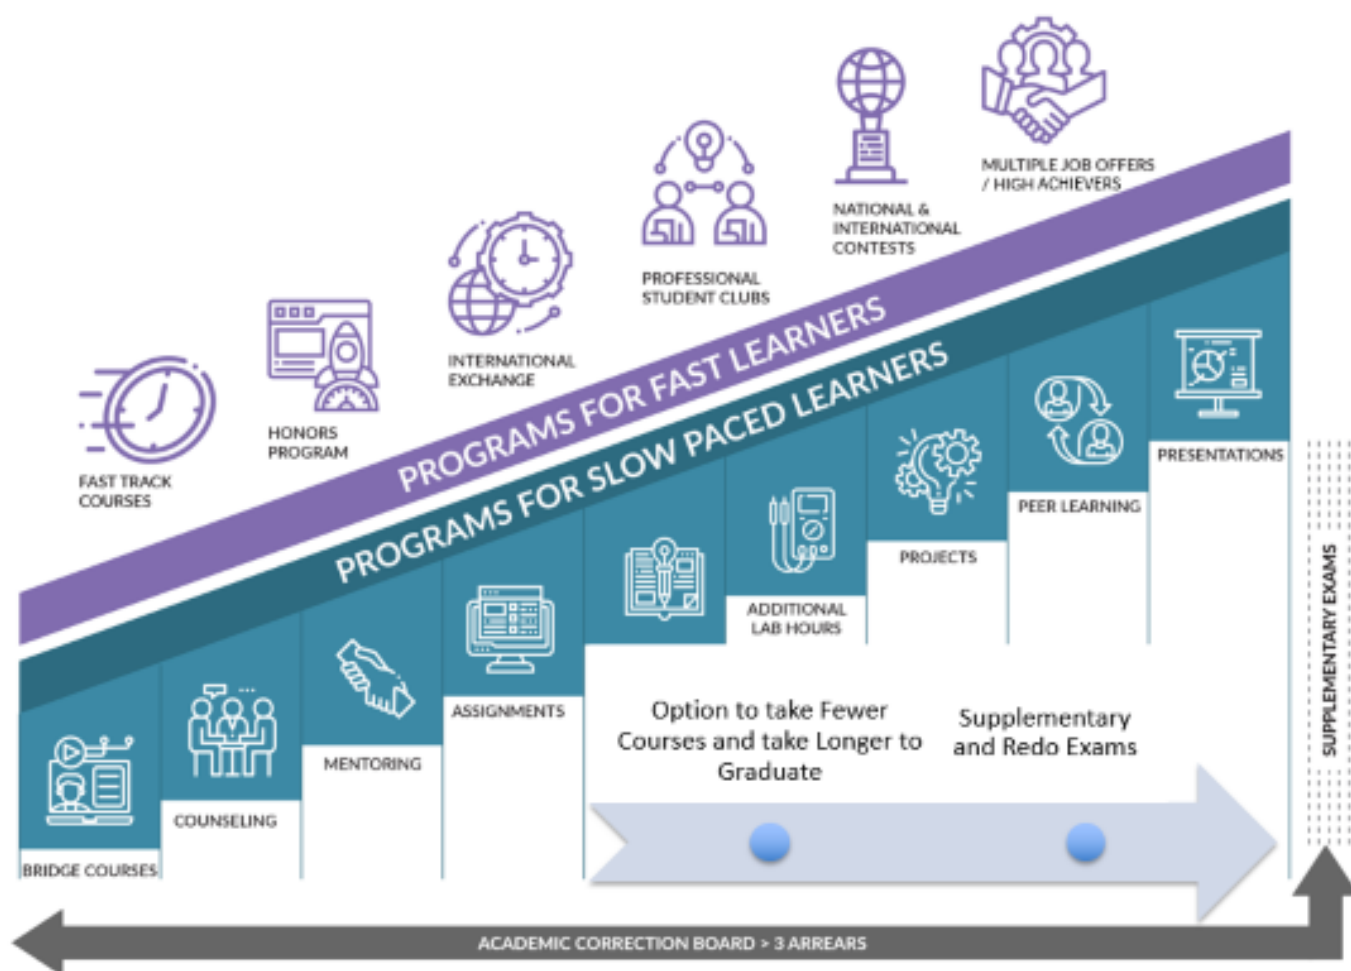 MULTIPLE JOB OFFERS
/ HIGH ACHIEVERS
NATIONAL &
INTERNATIONAL
CONTESTS
PROFESSIONAL
STUDENT CLUBS
INTERNATIONAL
EXCHANGE
HONORS
PROGRAM
FAST TRACK
COURSES
PROGRAMS FOR FAST LEARNERS
PROGRAMS FOR SLOW PACED LEARNERS
PRESENTATIONS
PEER LEARNING
PROJECTS
ADDITIONAL
LAB HOURS
ASSIGNMENTS
MENTORING
COUNSELING
BRIDGE COURSES
Option to take Fewer
Courses and take Longer to
Graduate
Supplementary
and Redo Exams
SUPPLEMENTARY EXAMS
ACADEMIC CORRECTION BOARD > 3 ARREARS